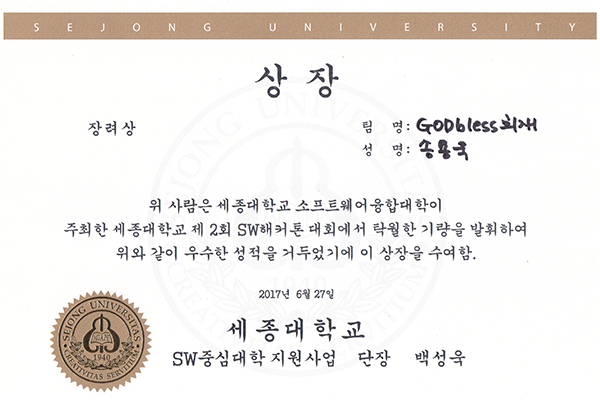 SEJONG UNIVERSITY
상장
장려상
팀 명: GODbless희재
성 명: 송용욱
위 사람은 세종대학교 소프트웨어융합대학이
주최한 세종대학교 제 2회 SW해커톤 대회에서 탁월한 기량을 발휘하여
위와 같이 우수한 성적을 거두었기에 이 상장을 수여함.
2017년 6월 27일
세종대학교
SW중심대학 지원사업 단장 백성욱
SEJONG UNIVERSITAS
1940
CREATIVITAS SERVITIUM